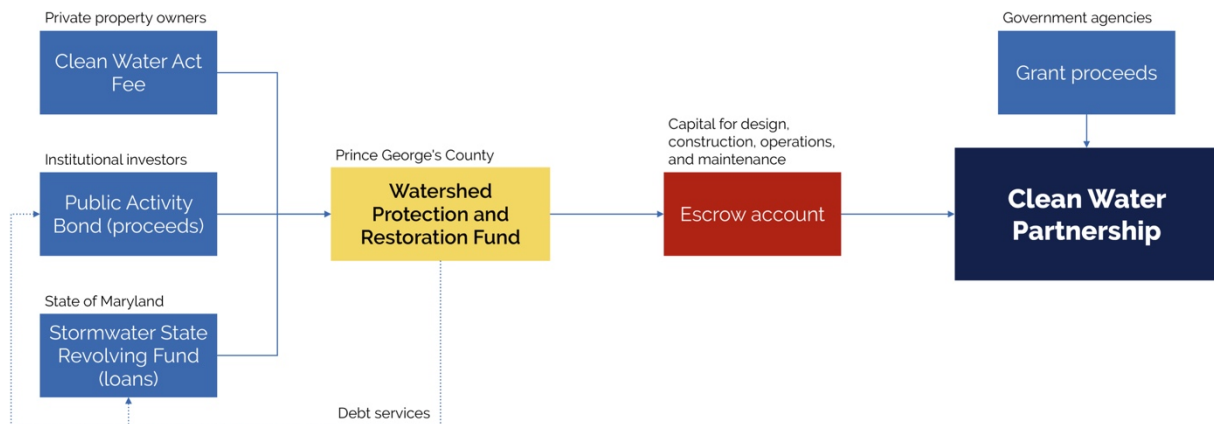 Private property owners
Clean Water Act
Fee
Institutional investors
Public Activity
Bond (proceeds)
State of Maryland
Stormwater State
Revolving Fund
(loans)
Prince George's County
Watershed
Protection and
Restoration Fund
Debt services
Capital for design,
construction, operations,
and maintenance
Escrow account
Government agencies
Grant proceeds
Clean Water
Partnership